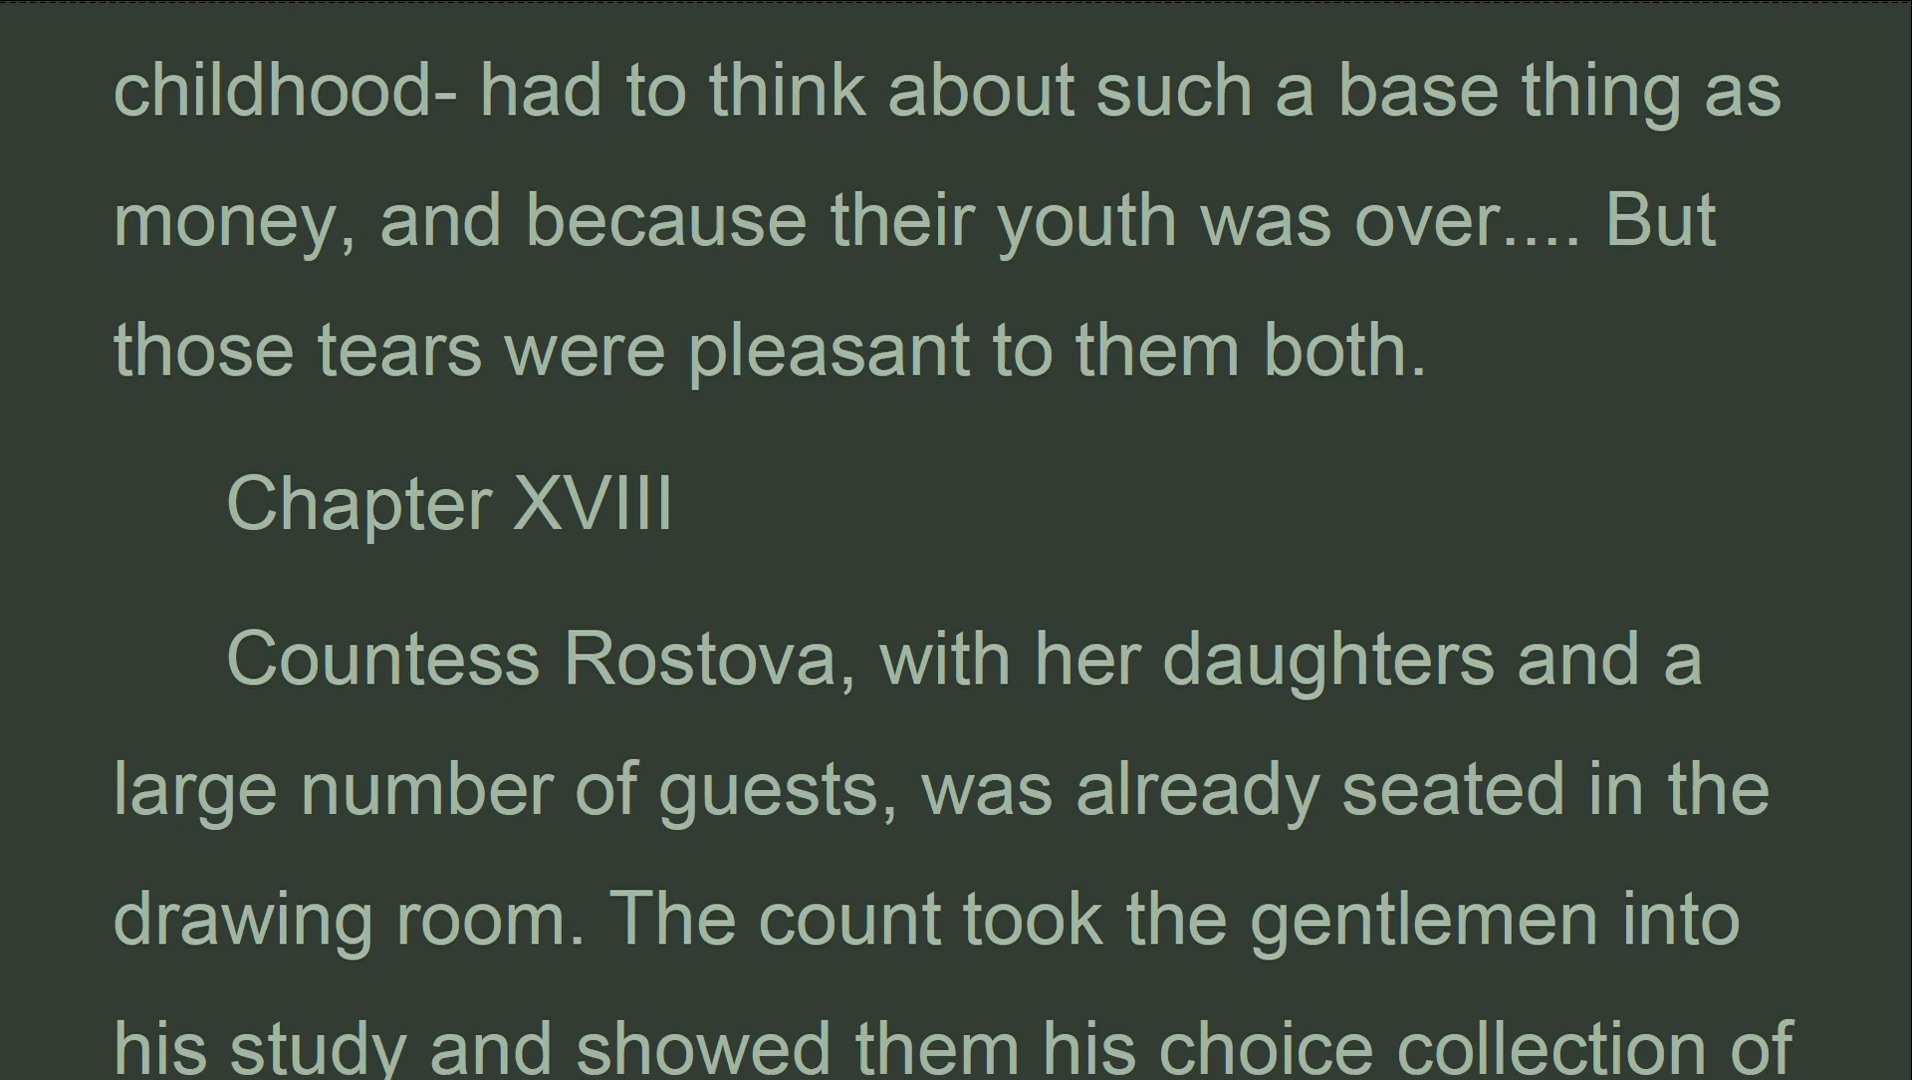 childhood- had to think about such a base thing as
money, and because their youth was over.... But
those tears were pleasant to them both.
Chapter XVIII
Countess Rostova, with her daughters and a
large number of guests, was already seated in the
drawing room. The count took the gentlemen into
his study and showed them his choice collection of